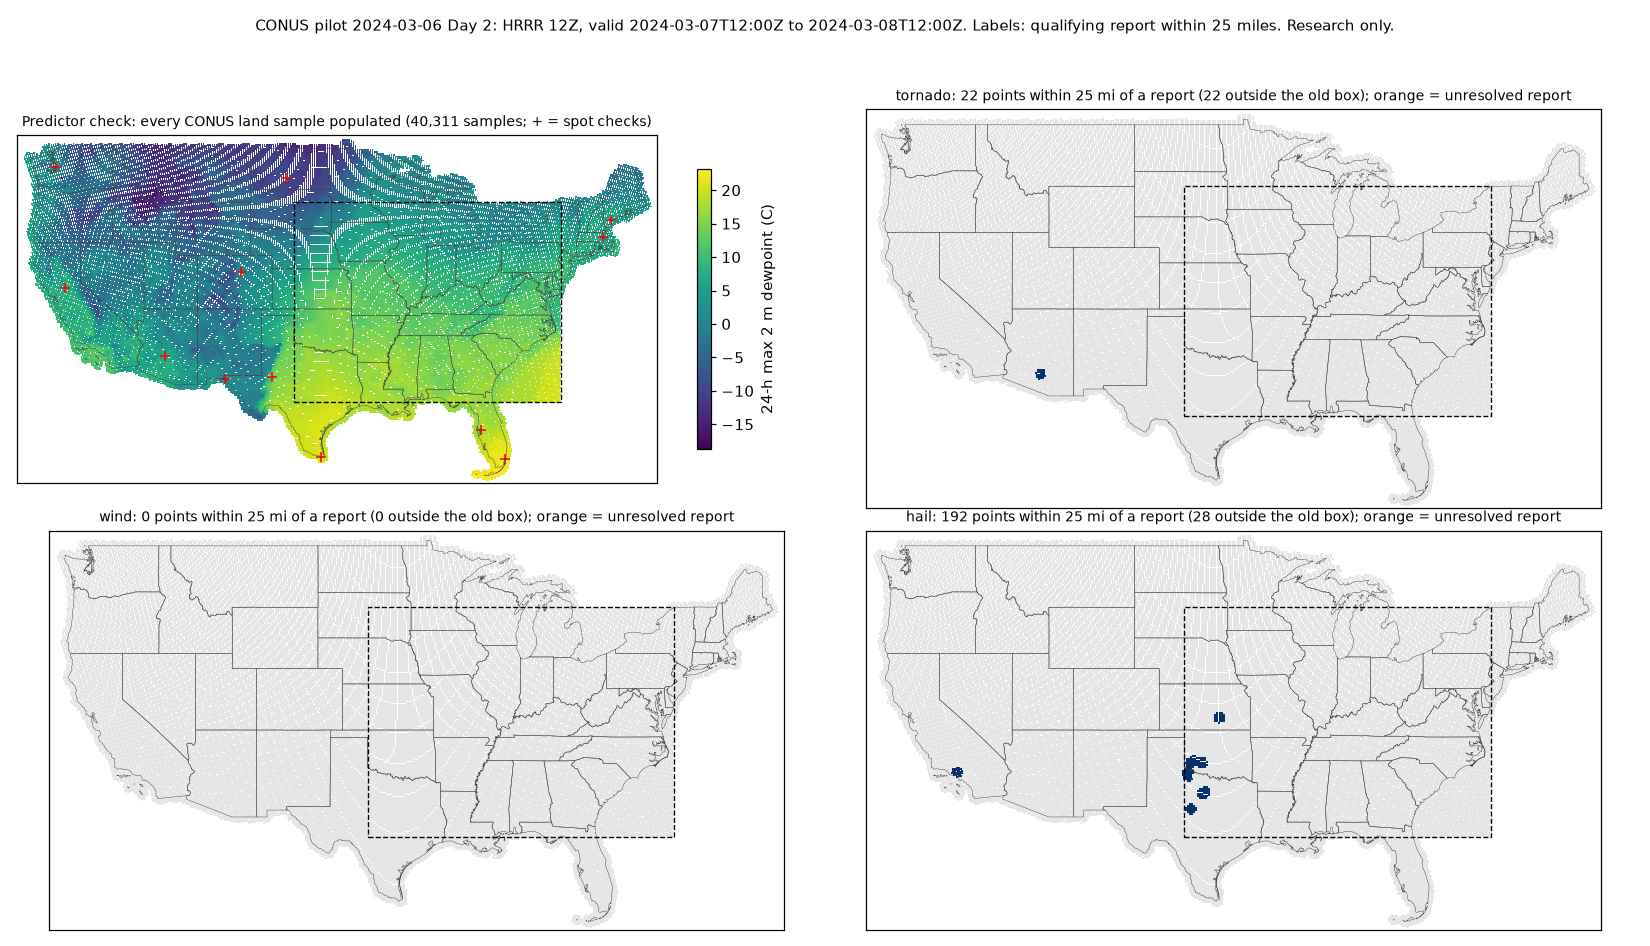 CONUS pilot 2024-03-06 Day 2: HRRR 12Z, valid 2024-03-07T12:00Z to 2024-03-08T12:00Z. Labels: qualifying report within 25 miles. Research only.
Predictor check: every CONUS land sample populated (40,311 samples; + = spot checks)
20
15
10
5
0
−5
−10
−15
24-h max 2 m dewpoint (C)
tornado: 22 points within 25 mi of a report (22 outside the old box); orange = unresolved report
wind: 0 points within 25 mi of a report (0 outside the old box); orange = unresolved report
hail: 192 points within 25 mi of a report (28 outside the old box); orange = unresolved report